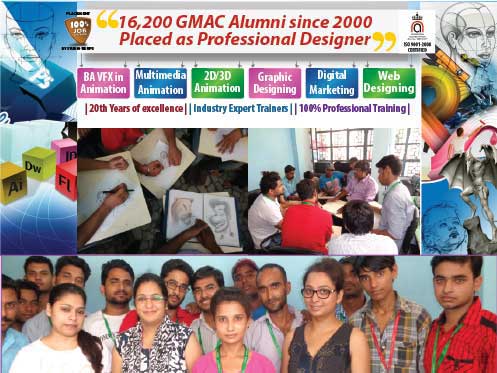 PLACEMENT
100%
JOB
“16,200 GMAC Alumni since 2000
Placed as Professional Designer”
ISO 9001-2008
CERTIFIED
BA VFX in
Animation
Multimedia
Animation
2D/3D
Animation
Graphic
Designing
Digital
Marketing
Web
Designing
| 20th Years of excellence | | Industry Expert Trainers | | 100% Professional Training |
Ai
Dw
ID
FL